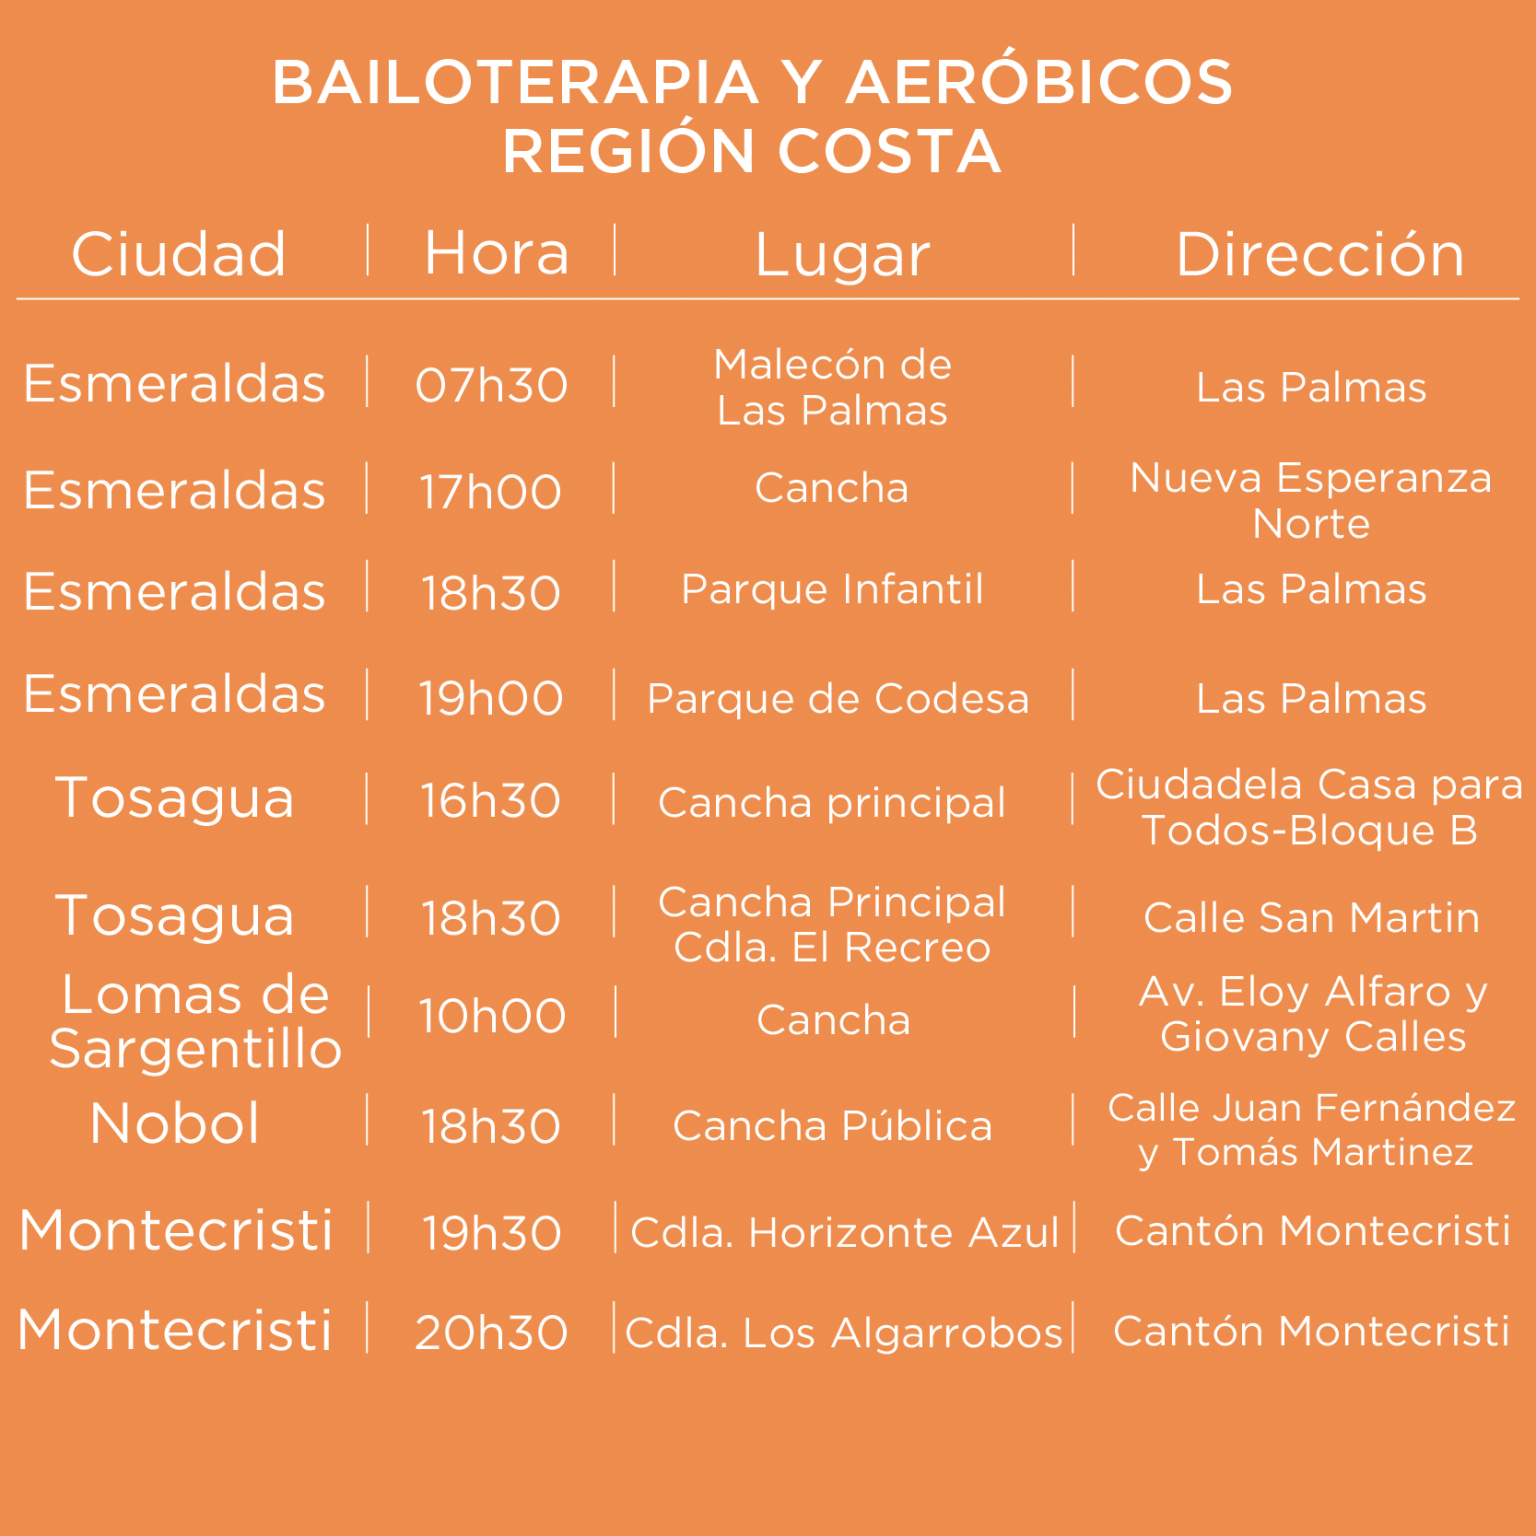 BAILOTERAPIA Y AERÓBICOS
REGIÓN COSTA
Ciudad | Hora | Lugar | Dirección
Esmeraldas | 07h30 | Malecón de
Las Palmas | Las Palmas
Esmeraldas | 17h00 | Cancha | Nueva Esperanza
Norte
Esmeraldas | 18h30 | Parque Infantil | Las Palmas
Esmeraldas | 19h00 | Parque de Codesa | Las Palmas
Tosagua | 16h30 | Cancha principal | Ciudadela Casa para
Todos-Bloque B
Tosagua | 18h30 | Cancha Principal
Cdla. El Recreo | Calle San Martin
Lomas de
Sargentillo | 10h00 | Cancha | Av. Eloy Alfaro y
Giovany Calles
Nobol | 18h30 | Cancha Pública | Calle Juan Fernández
y Tomás Martinez
Montecristi | 19h30 | Cdla. Horizonte Azul | Cantón Montecristi
Montecristi | 20h30 | Cdla. Los Algarrobos | Cantón Montecristi